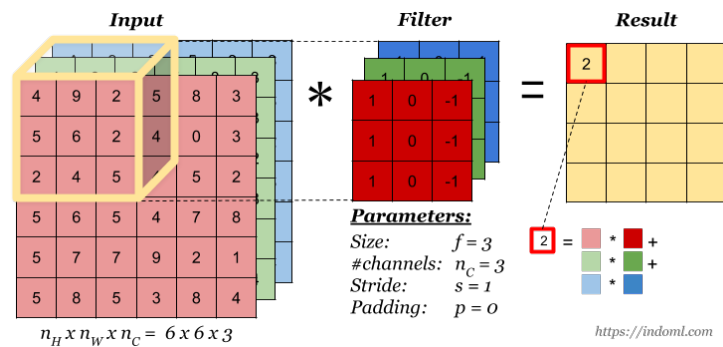 Input Filter Result
4 9 2 5 8 3
5 6 2 4 0 3
2 4 5 4 5 2
5 6 5 4 7 8
5 7 7 9 2 1
5 8 5 3 8 4
n_H x n_W x n_C = 6 x 6 x 3
*
1 0 -1
1 0 -1
1 0 -1
1 0 -1
=
2
Parameters:
Size: f = 3
#channels: n_C = 3
Stride: s = 1
Padding: p = 0
2 = * +
* +
*
https://indoml.com